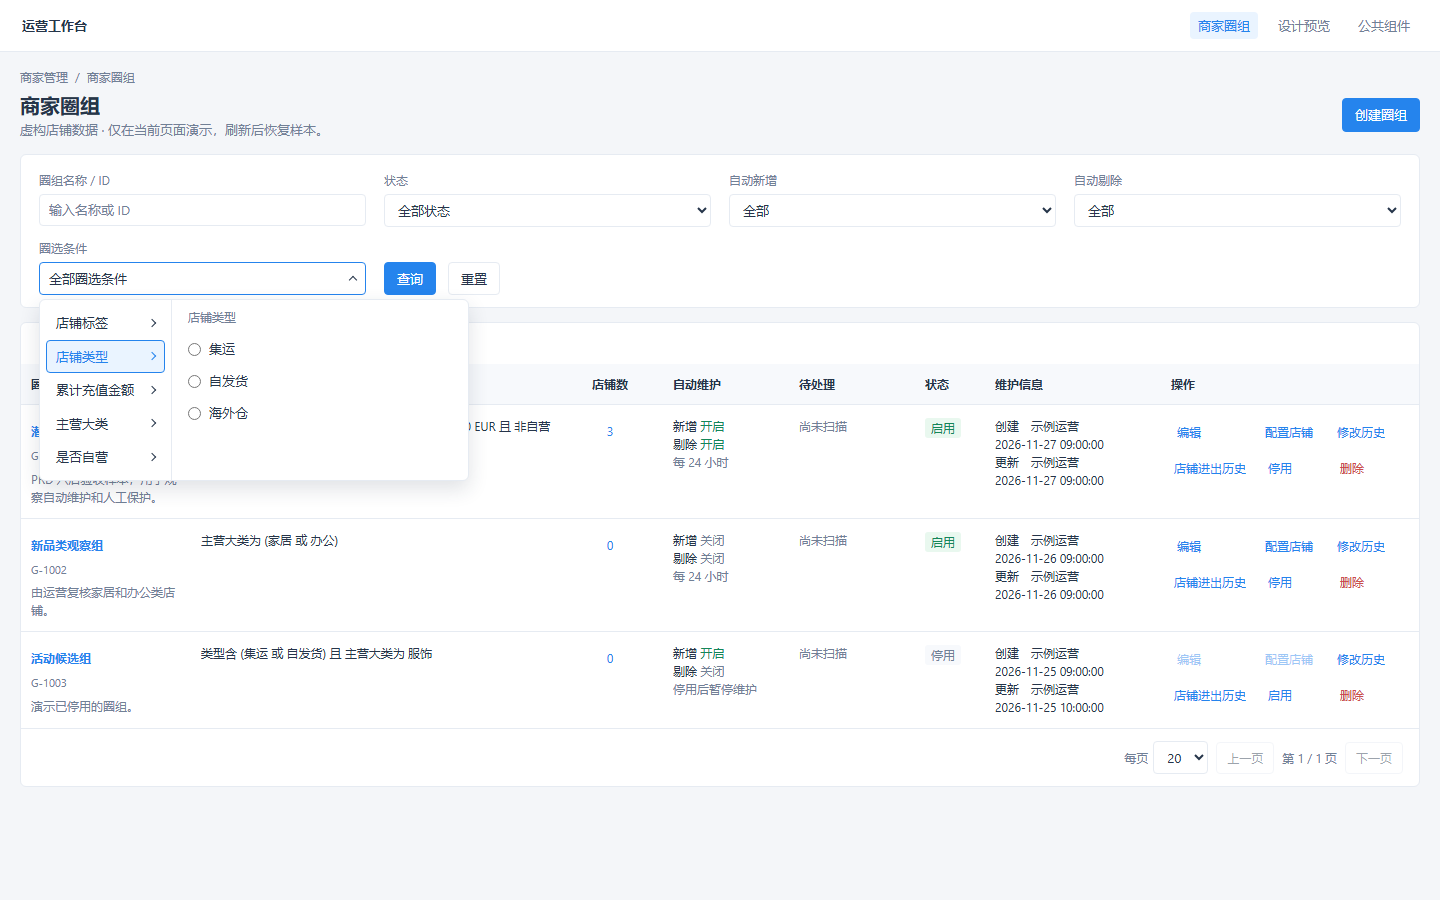 运营工作台
商家圈组
设计预览
公共组件
商家管理 / 商家圈组
商家圈组
虚构店铺数据 · 仅在当前页面演示，刷新后恢复样本。
创建圈组
圈组名称 / ID
状态
自动新增
自动剔除
输入名称或 ID
全部状态
全部
全部
圈选条件
全部圈选条件
查询
重置
店铺标签
店铺类型
累计充值金额
主营大类
是否自营
店铺类型
集运
自发货
海外仓
店铺数
自动维护
待处理
状态
维护信息
操作
EUR 且 非自营
3
新增 开启
剔除 开启
每 24 小时
尚未扫描
启用
创建 示例运营
2026-11-27 09:00:00
更新 示例运营
2026-11-27 09:00:00
编辑
配置店铺
修改历史
店铺进出历史
停用
删除
察自动维护和人工保护。
新品类观察组
G-1002
由运营复核家居和办公类店
铺。
主营大类为 (家居 或 办公)
0
新增 关闭
剔除 关闭
每 24 小时
尚未扫描
启用
创建 示例运营
2026-11-26 09:00:00
更新 示例运营
2026-11-26 09:00:00
编辑
配置店铺
修改历史
店铺进出历史
停用
删除
活动候选组
G-1003
演示已停用的圈组。
类型含 (集运 或 自发货) 且 主营大类为 服饰
0
新增 开启
剔除 关闭
停用后暂停维护
尚未扫描
停用
创建 示例运营
2026-11-25 09:00:00
更新 示例运营
2026-11-25 10:00:00
编辑
配置店铺
修改历史
店铺进出历史
启用
删除
每页
20
上一页
第 1 / 1 页
下一页